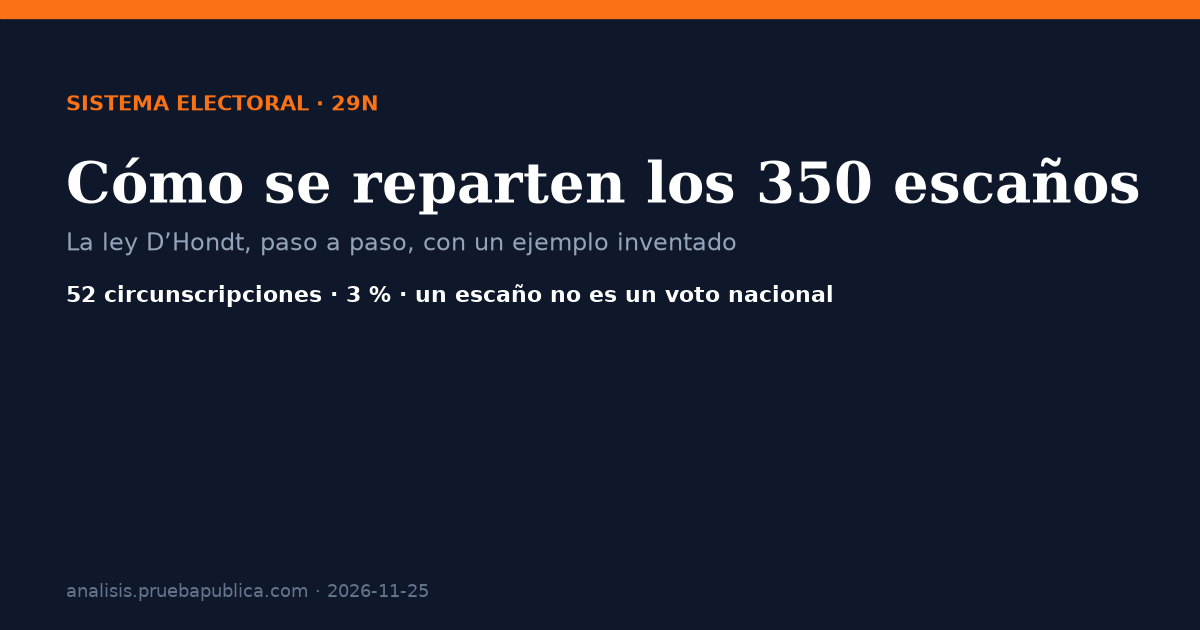 SISTEMA ELECTORAL · 29N
Cómo se reparten los 350 escaños
La ley D’Hondt, paso a paso, con un ejemplo inventado
52 circunscripciones · 3 % · un escaño no es un voto nacional
analisis.pruebapublica.com · 2026-11-25